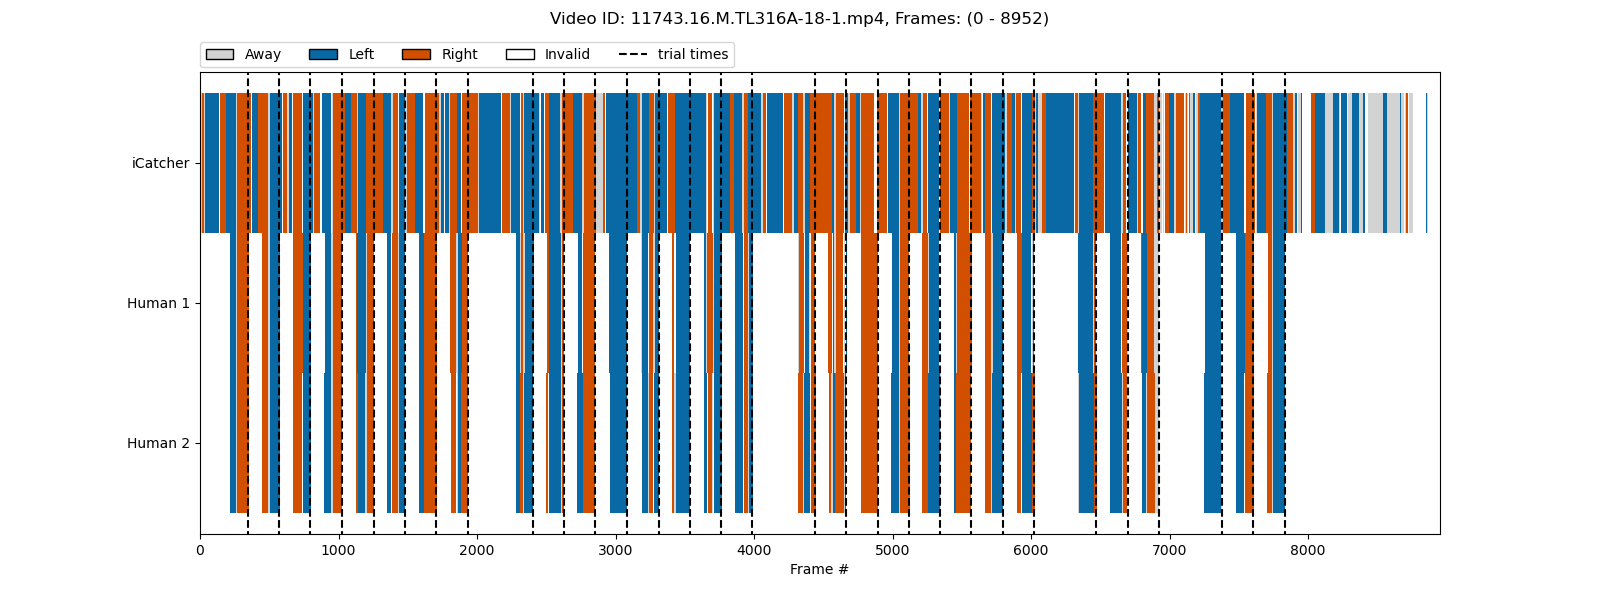 Video ID: 11743.16.M.TL316A-18-1.mp4, Frames: (0 - 8952)
Away Left Right Invalid trial times
iCatcher
Human 1
Human 2
0 1000 2000 3000 4000 5000 6000 7000 8000
Frame #